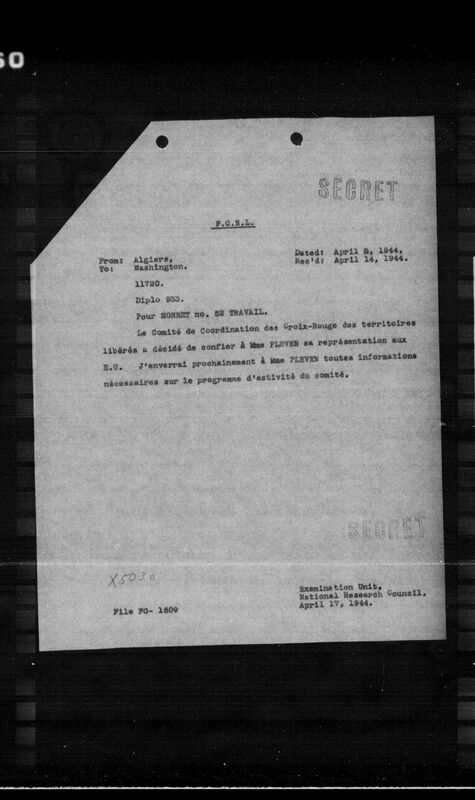 60
SECRET
F.C.N.L.
From: Algiers,
To: Washington.
Dated: April 8, 1944.
Rec'd: April 14, 1944.
11720.
Diplo 933.
Pour MONNET no. 52 TRAVAIL.
Le Comité de Coordination des Croix-Rouge des territoires
libérés a décidé de confier à Mme PLEVEN sa représentation aux
E.U. J'enverrai prochainement à Mme PLEVEN toutes informations
nécessaires sur le programme d'activité du comité.
SECRET
X5030
Examination Unit,
National Research Council,
April 17, 1944.
File FC- 1609